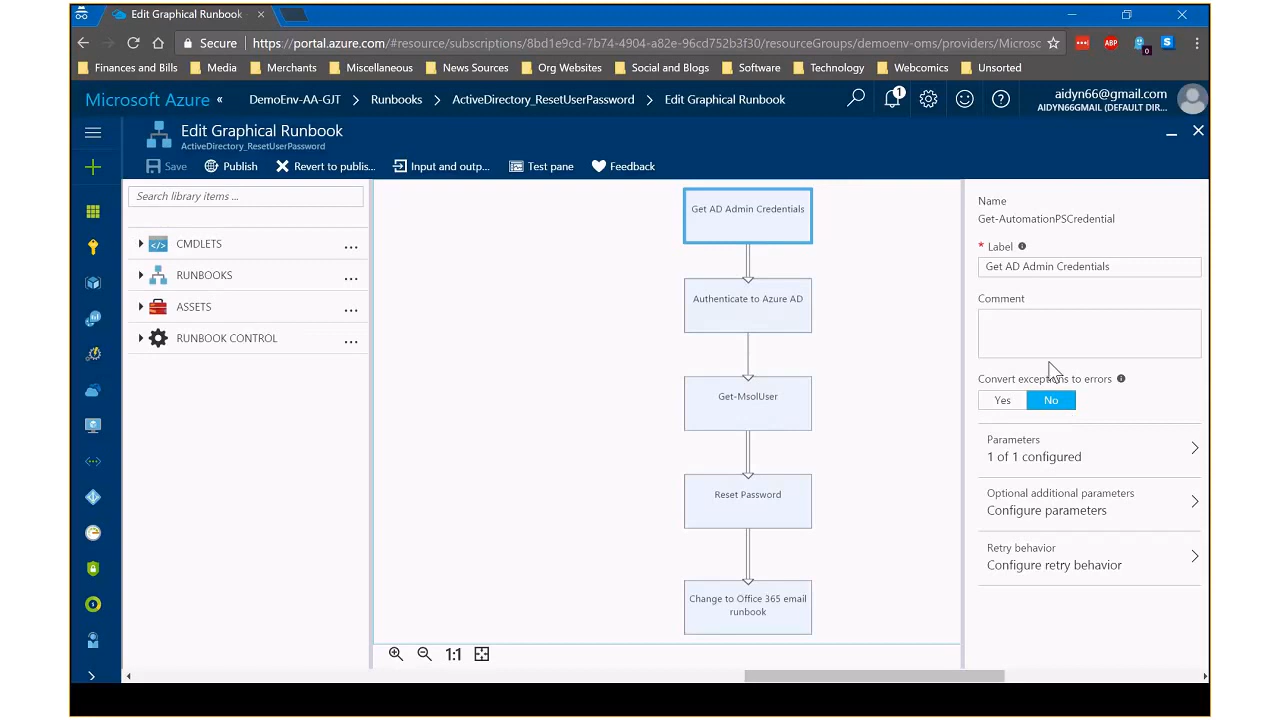 Edit Graphical Runbook
Secure
https://portal.azure.com/#resource/subscriptions/8bd1e9cd-7b74-4904-a82e-96cd752b3f30/resourceGroups/demoenv-oms/providers/Microsc
ABP
0
S
Finances and Bills
Media
Merchants
Miscellaneous
News Sources
Org Websites
Social and Blogs
Software
Technology
Webcomics
Unsorted
Microsoft Azure «
DemoEnv-AA-GJT
Runbooks
ActiveDirectory_ResetUserPassword
Edit Graphical Runbook
1
aidyn66@gmail.com
AIDYN66GMAIL (DEFAULT DIR...
Edit Graphical Runbook
ActiveDirectory_ResetUserPassword
Save
Publish
Revert to publis...
Input and outp...
Test pane
Feedback
Search library items ...
CMDLETS
...
RUNBOOKS
...
ASSETS
...
RUNBOOK CONTROL
...
Get AD Admin Credentials
Authenticate to Azure AD
Get-MsolUser
Reset Password
Change to Office 365 email
runbook
1:1
Name
Get-AutomationPSCredential
* Label
Get AD Admin Credentials
Comment
Convert exceptions to errors
Yes
No
Parameters
1 of 1 configured
Optional additional parameters
Configure parameters
Retry behavior
Configure retry behavior